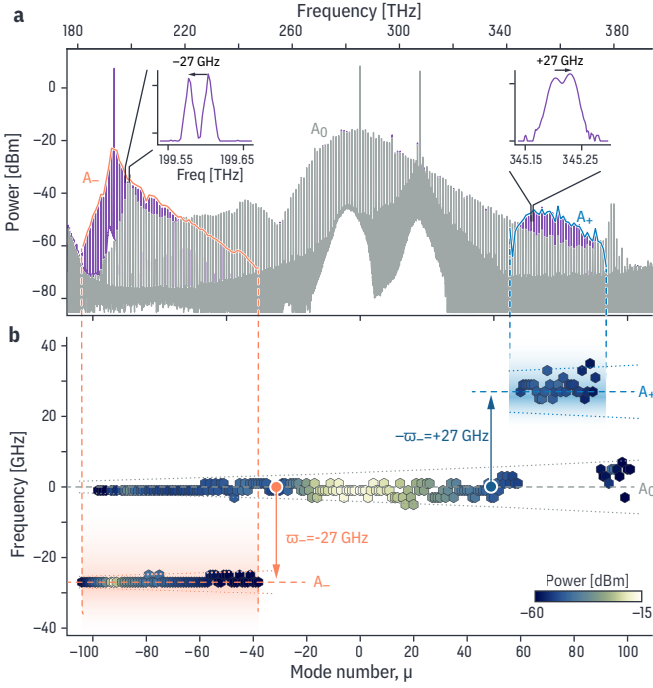 Frequency [THz]
a
180 220 260 300 340 380
Power [dBm]
0
−20
−40
−60
−80
−27 GHz
199.55 199.65
Freq [THz]
+27 GHz
345.15 345.25
A−
A0
A+
b
Frequency [GHz]
40
20
0
−20
−40
A+
−ϖ−=+27 GHz
A0
ϖ−=-27 GHz
A−
Power [dBm]
−60 −15
−100 −80 −60 −40 −20 0 20 40 60 80 100
Mode number, μ